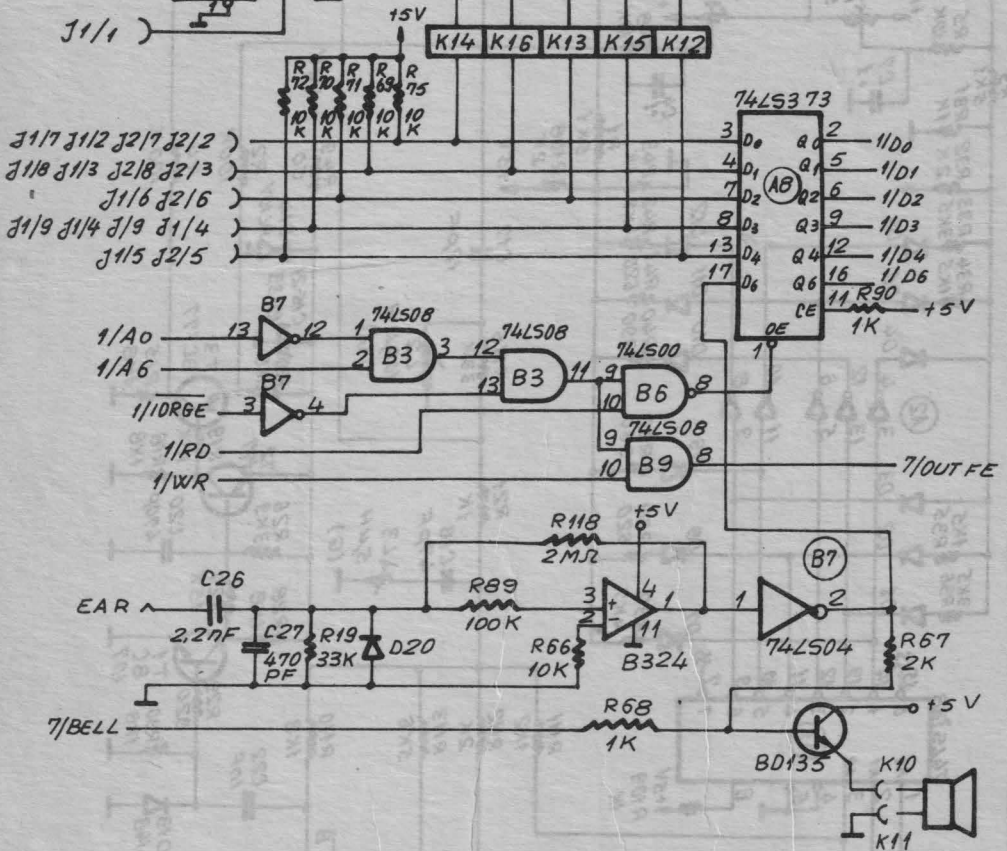 +5V
J1/1 )
K14 K16 K13 K15 K12
R 72 10K
R 70 10K
R 71 10K
R 69 10K
R 75 10K
74LS373
J1/7 J1/2 J2/7 J2/2 )
3 D0 Q0 2 1/D0
J1/8 J1/3 J2/8 J2/3 )
4 D1 Q1 5 1/D1
A8
J1/6 J2/6 )
7 D2 Q2 6 1/D2
J1/9 J1/4 J/9 J1/4 )
8 D3 Q3 9 1/D3
J1/5 J2/5 )
13 D4 Q4 12 1/D4
17 D6 Q6 16 1/D6
CE 11 R90 1K +5V
OE 1
B7
74LS08
74LS08
74LS00
1/A0 13 12 1 B3 3 12 B3 11 9 B6 8
1/A6 2
B7
1/IORGE 3 4 13
10
74LS08
1/RD
9 B9 8 7/OUT FE
1/WR 10
+5V
R118
2MΩ
B7
C26
EAR
2,2nF
R89
100K
3 + 4 1
2 - 11
1 2
74LS04
C27
470
PF
R19
33K
D20
R66
10K
B324
R67
2K
7/BELL
R68
1K
+5V
BD135
K10
K11